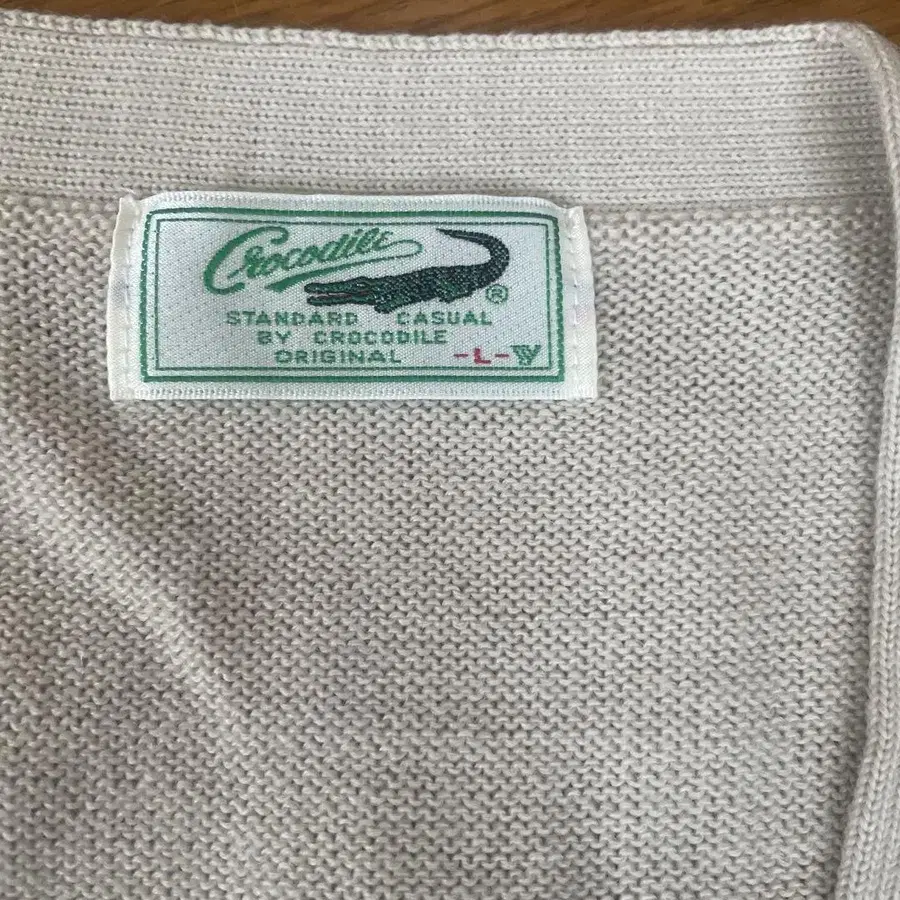 Crocodile
®
STANDARD CASUAL
BY CROCODILE
ORIGINAL -L-